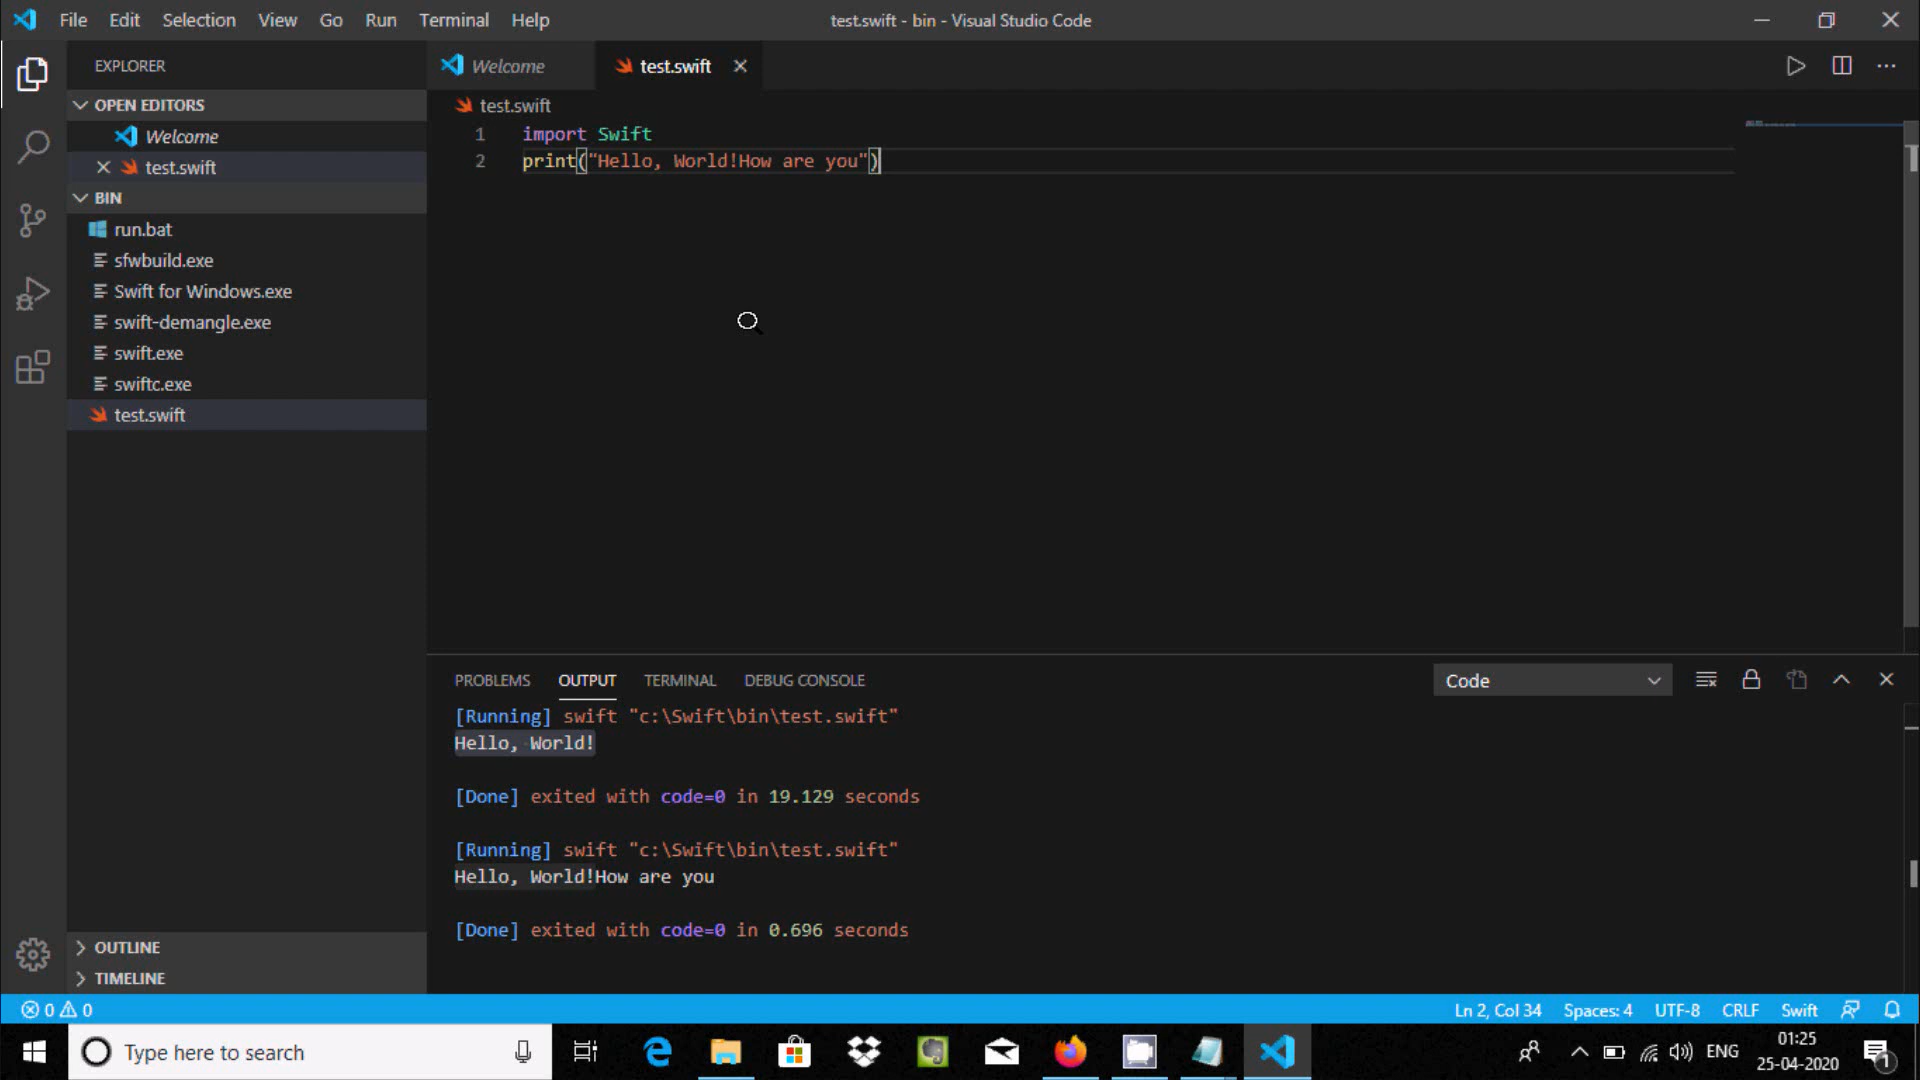 File Edit Selection View Go Run Terminal Help
test.swift - bin - Visual Studio Code
EXPLORER
OPEN EDITORS
Welcome
test.swift
BIN
run.bat
sfwbuild.exe
Swift for Windows.exe
swift-demangle.exe
swift.exe
swiftc.exe
test.swift
OUTLINE
TIMELINE
Welcome
test.swift
test.swift
1 import Swift
2 print("Hello, World!How are you")
PROBLEMS OUTPUT TERMINAL DEBUG CONSOLE
Code
[Running] swift "c:\Swift\bin\test.swift"
Hello, World!
[Done] exited with code=0 in 19.129 seconds
[Running] swift "c:\Swift\bin\test.swift"
Hello, World!How are you
[Done] exited with code=0 in 0.696 seconds
0 0
Ln 2, Col 34 Spaces: 4 UTF-8 CRLF Swift
Type here to search
ENG
01:25
25-04-2020
1